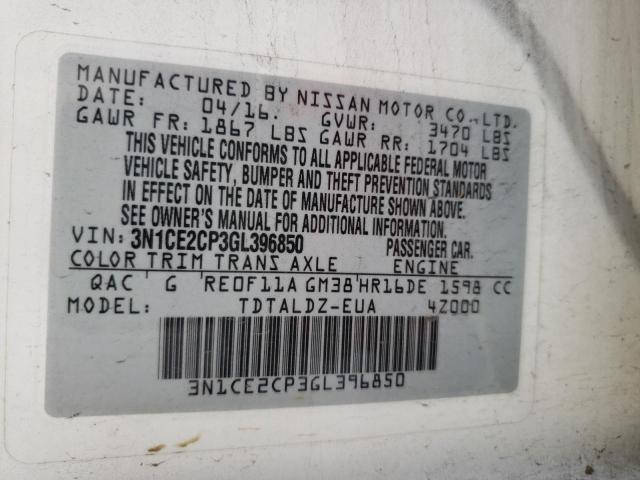 MANUFACTURED BY NISSAN MOTOR CO., LTD.
DATE: 04/16. GVWR: 3470 LBS
GAWR FR: 1867 LBS GAWR RR: 1704 LBS
THIS VEHICLE CONFORMS TO ALL APPLICABLE FEDERAL MOTOR
VEHICLE SAFETY, BUMPER AND THEFT PREVENTION STANDARDS
IN EFFECT ON THE DATE OF MANUFACTURE SHOWN ABOVE.
SEE OWNER'S MANUAL FOR ADDITIONAL INFORMATION.
VIN: 3N1CE2CP3GL396850 PASSENGER CAR.
COLOR TRIM TRANS AXLE ENGINE
QAC G RE0F11A GM38 HR16DE 1598 CC
MODEL: TDTALDZ-EUA 4Z000
3N1CE2CP3GL396850